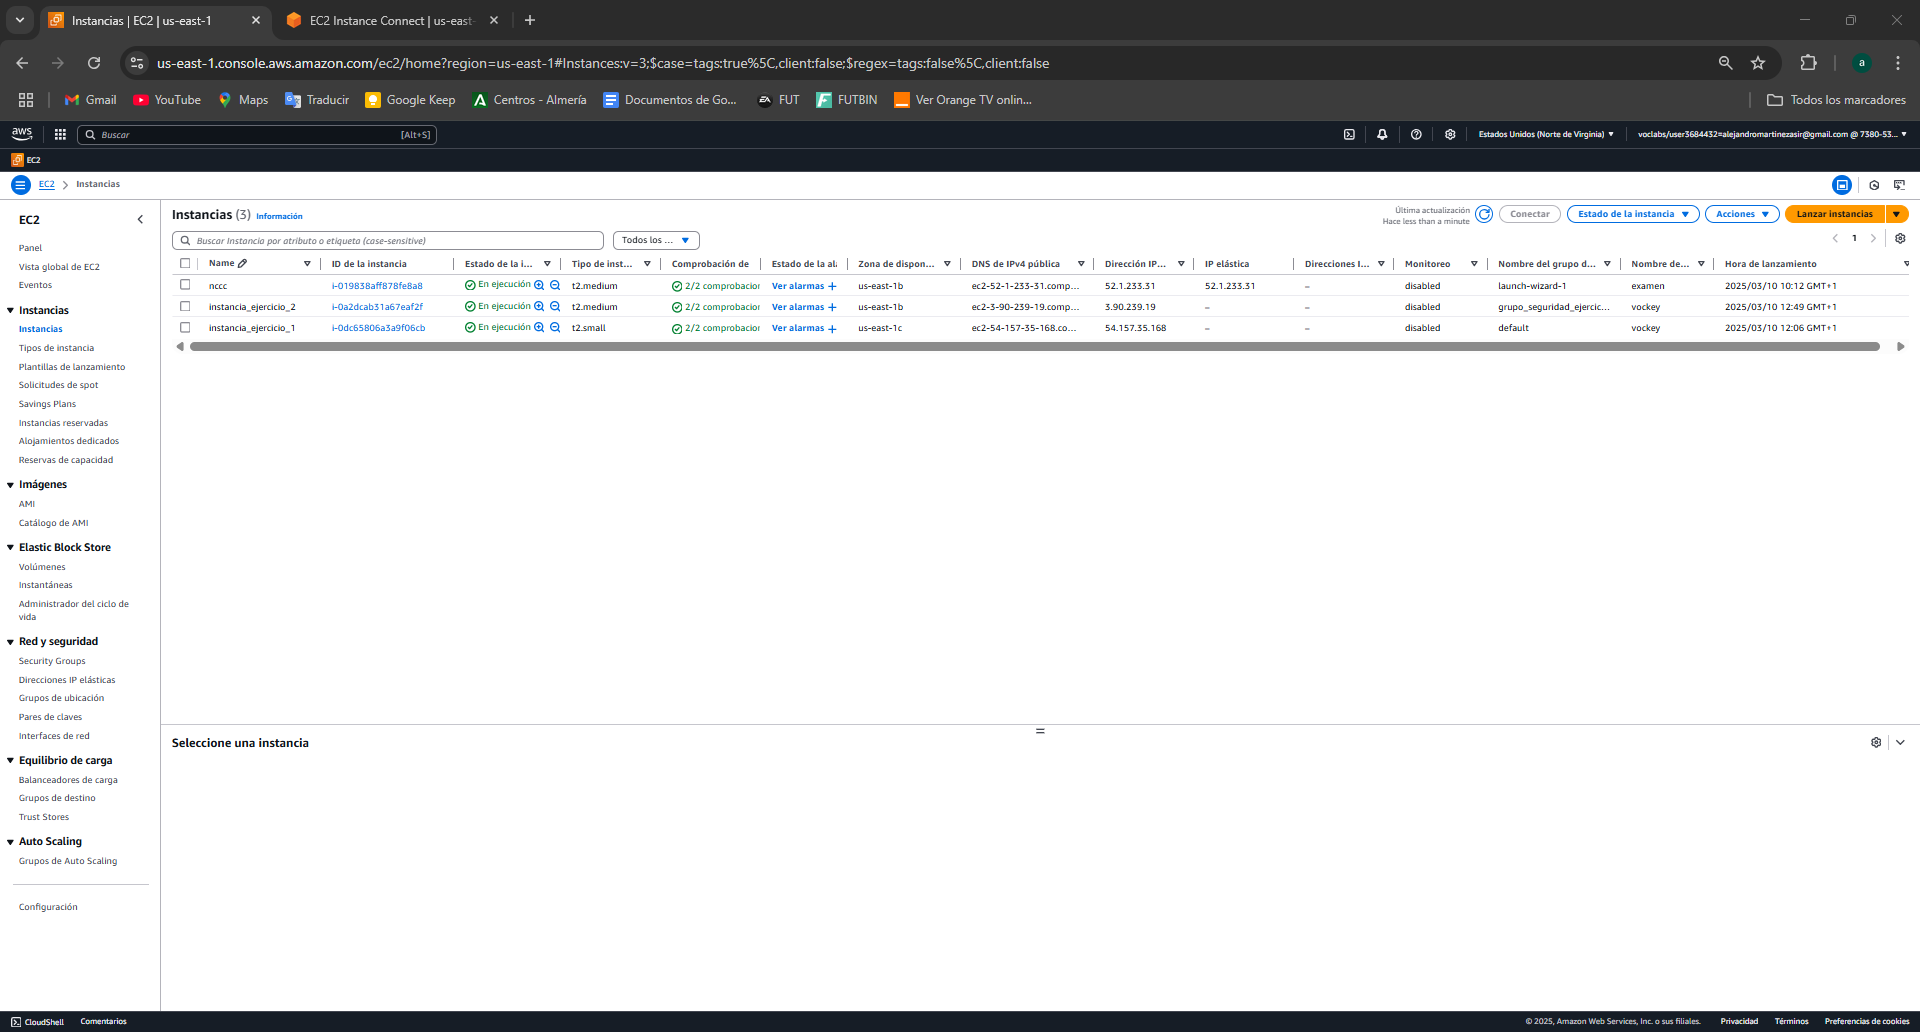 Instancias | EC2 | us-east-1
EC2 Instance Connect | us-east-
us-east-1.console.aws.amazon.com/ec2/home?region=us-east-1#Instances:v=3;$case=tags:true%5C,client:false;$regex=tags:false%5C,client:false
a
Gmail YouTube Maps Traducir Google Keep Centros - Almería Documentos de Go... FUT FUTBIN Ver Orange TV onlin... Todos los marcadores
aws Buscar [Alt+S] Estados Unidos (Norte de Virginia) voclabs/user3684432=alejandromartinezasir@gmail.com @ 7380-53...
EC2
EC2 Instancias
EC2
Panel
Vista global de EC2
Eventos
Instancias
Instancias
Tipos de instancia
Plantillas de lanzamiento
Solicitudes de spot
Savings Plans
Instancias reservadas
Alojamientos dedicados
Reservas de capacidad
Imágenes
AMI
Catálogo de AMI
Elastic Block Store
Volúmenes
Instantáneas
Administrador del ciclo de
vida
Red y seguridad
Security Groups
Direcciones IP elásticas
Grupos de ubicación
Pares de claves
Interfaces de red
Equilibrio de carga
Balanceadores de carga
Grupos de destino
Trust Stores
Auto Scaling
Grupos de Auto Scaling
Configuración
Instancias (3) Información
Última actualización
Hace less than a minute
Conectar Estado de la instancia Acciones Lanzar instancias
Buscar Instancia por atributo o etiqueta (case-sensitive) Todos los ... 1
Name ID de la instancia Estado de la i... Tipo de inst... Comprobación de Estado de la ala Zona de dispon... DNS de IPv4 pública Dirección IP... IP elástica Direcciones I... Monitoreo Nombre del grupo d... Nombre de... Hora de lanzamiento
nccc i-019838aff878fe8a8 En ejecución t2.medium 2/2 comprobacior Ver alarmas + us-east-1b ec2-52-1-233-31.comp... 52.1.233.31 52.1.233.31 – disabled launch-wizard-1 examen 2025/03/10 10:12 GMT+1
instancia_ejercicio_2 i-0a2dcab31a67eaf2f En ejecución t2.medium 2/2 comprobacior Ver alarmas + us-east-1b ec2-3-90-239-19.comp... 3.90.239.19 – – disabled grupo_seguridad_ejercic... vockey 2025/03/10 12:49 GMT+1
instancia_ejercicio_1 i-0dc65806a3a9f06cb En ejecución t2.small 2/2 comprobacior Ver alarmas + us-east-1c ec2-54-157-35-168.co... 54.157.35.168 – – disabled default vockey 2025/03/10 12:06 GMT+1
Seleccione una instancia
CloudShell Comentarios © 2025, Amazon Web Services, Inc. o sus filiales. Privacidad Términos Preferencias de cookies